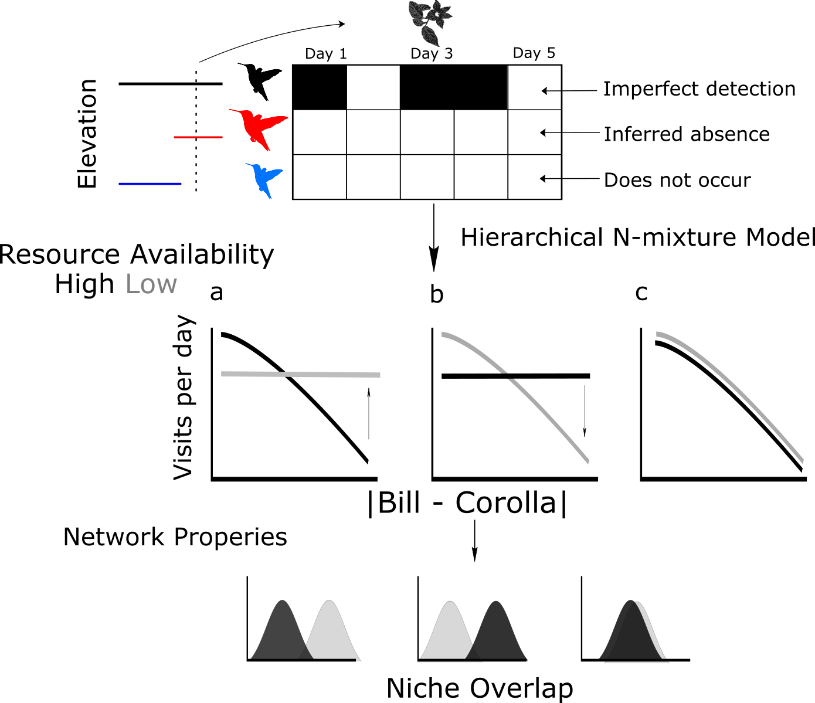 Day 1
Day 3
Day 5
Elevation
Imperfect detection
Inferred absence
Does not occur
Hierarchical N-mixture Model
Resource Availability
High Low
a
b
c
Visits per day
|Bill - Corolla|
Network Properies
Niche Overlap